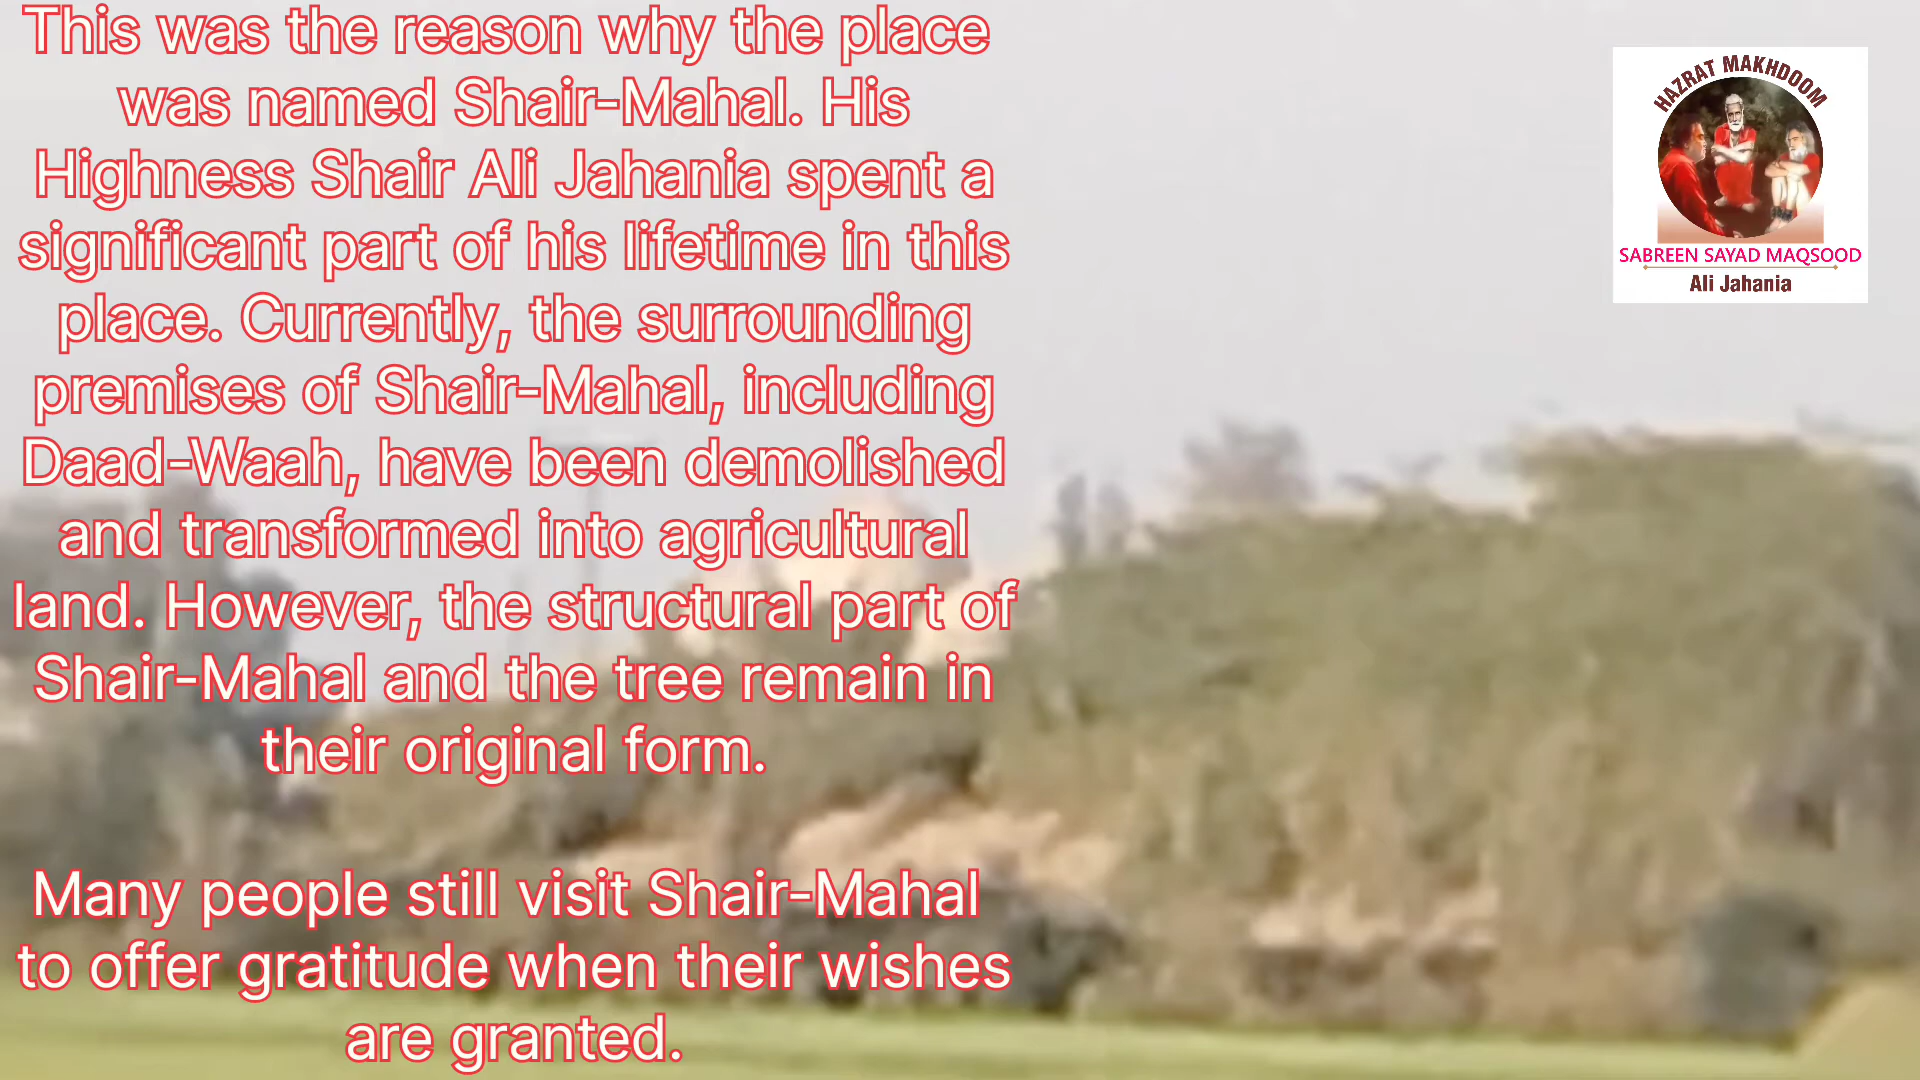 This was the reason why the place
was named Shair-Mahal. His
Highness Shair Ali Jahania spent a
significant part of his lifetime in this
place. Currently, the surrounding
premises of Shair-Mahal, including
Daad-Waah, have been demolished
and transformed into agricultural
land. However, the structural part of
Shair-Mahal and the tree remain in
their original form.
Many people still visit Shair-Mahal
to offer gratitude when their wishes
are granted.
HAZRAT MAKHDOOM
SABREEN SAYAD MAQSOOD
Ali Jahania